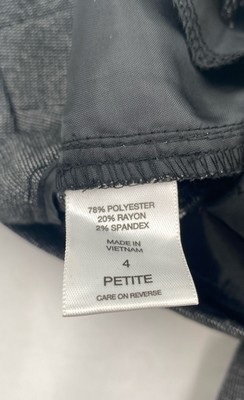 78% POLYESTER
20% RAYON
2% SPANDEX
MADE IN
VIETNAM
4
PETITE
CARE ON REVERSE